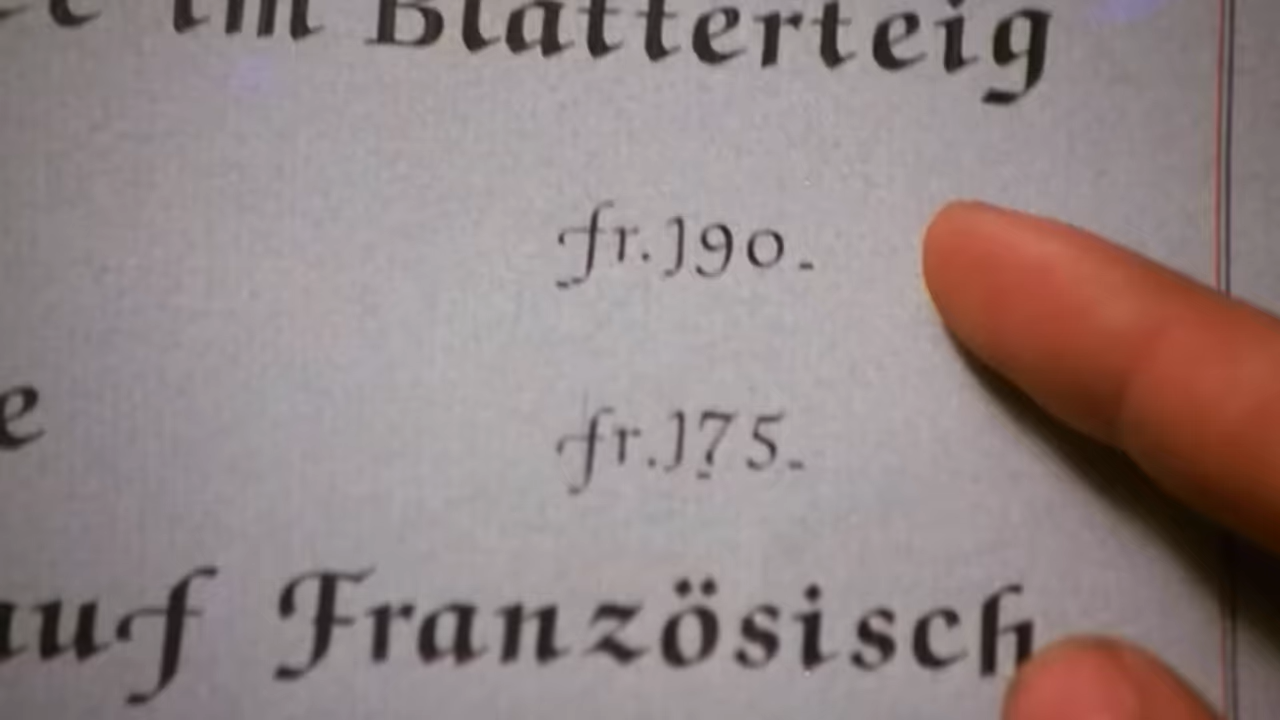 im Blätterteig
fr.190.-
fr.175.-
auf Französisch